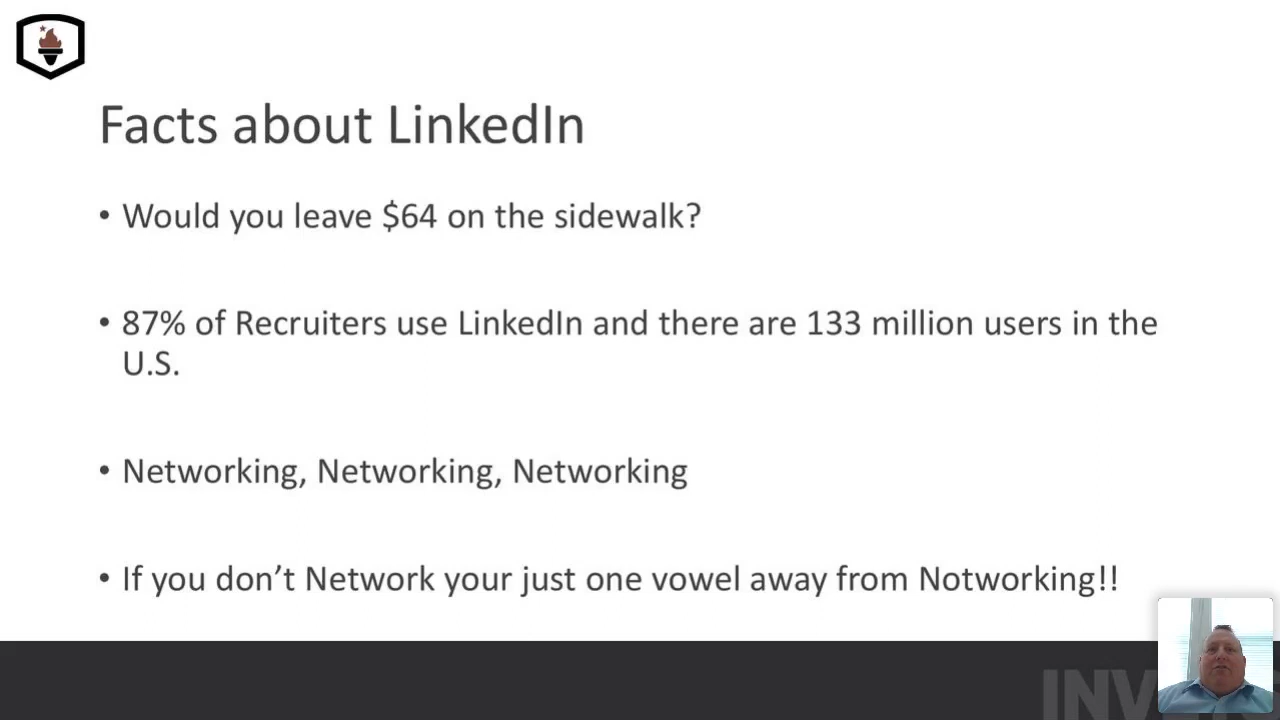 Facts about LinkedIn
• Would you leave $64 on the sidewalk?
• 87% of Recruiters use LinkedIn and there are 133 million users in the
U.S.
• Networking, Networking, Networking
• If you don’t Network your just one vowel away from Notworking!!